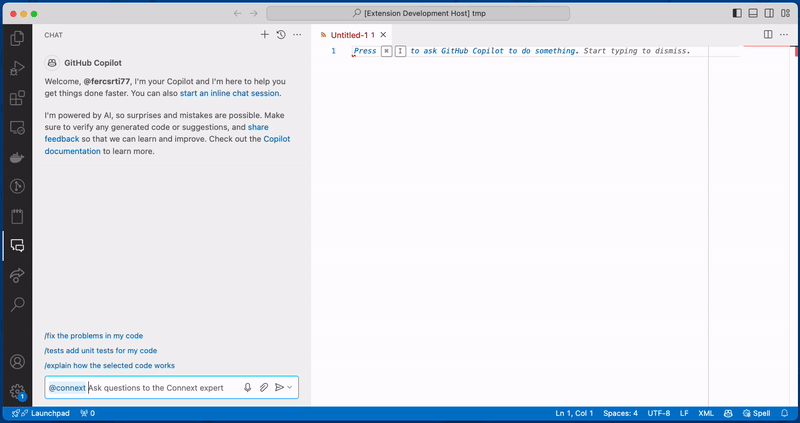 [Extension Development Host] tmp
CHAT
GitHub Copilot
Welcome, @fercsrti77, I'm your Copilot and I'm here to help you
get things done faster. You can also start an inline chat session.
I'm powered by AI, so surprises and mistakes are possible. Make
sure to verify any generated code or suggestions, and share
feedback so that we can learn and improve. Check out the Copilot
documentation to learn more.
/fix the problems in my code
/tests add unit tests for my code
/explain how the selected code works
@connext Ask questions to the Connext expert
Untitled-1 1
1 Press ⌘ I to ask GitHub Copilot to do something. Start typing to dismiss.
1
Launchpad 0 Ln 1, Col 1 Spaces: 4 UTF-8 LF XML Spell